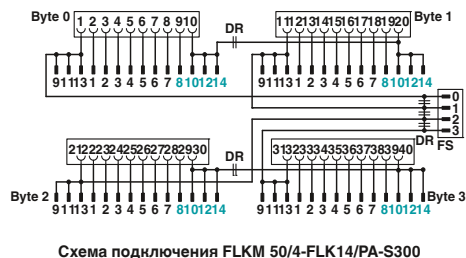 Byte 0 1 2 3 4 5 6 7 8 9 10 DR 11 12 13 14 15 16 17 18 19 20 Byte 1
9 11 13 1 2 3 4 5 6 7 8 10 12 14 9 11 13 1 2 3 4 5 6 7 8 10 12 14
0
1
2
3
DR FS
21 22 23 24 25 26 27 28 29 30 DR 31 32 33 34 35 36 37 38 39 40
Byte 2 9 11 13 1 2 3 4 5 6 7 8 10 12 14 9 11 13 1 2 3 4 5 6 7 8 10 12 14 Byte 3
Схема подключения FLKM 50/4-FLK14/PA-S300